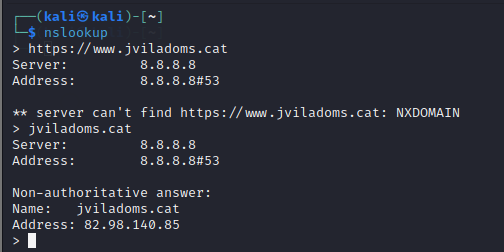 ┌──(kali㉿kali)-[~]
└─$ nslookup
> https://www.jviladoms.cat
Server:         8.8.8.8
Address:        8.8.8.8#53

** server can't find https://www.jviladoms.cat: NXDOMAIN
> jviladoms.cat
Server:         8.8.8.8
Address:        8.8.8.8#53

Non-authoritative answer:
Name:   jviladoms.cat
Address: 82.98.140.85
>